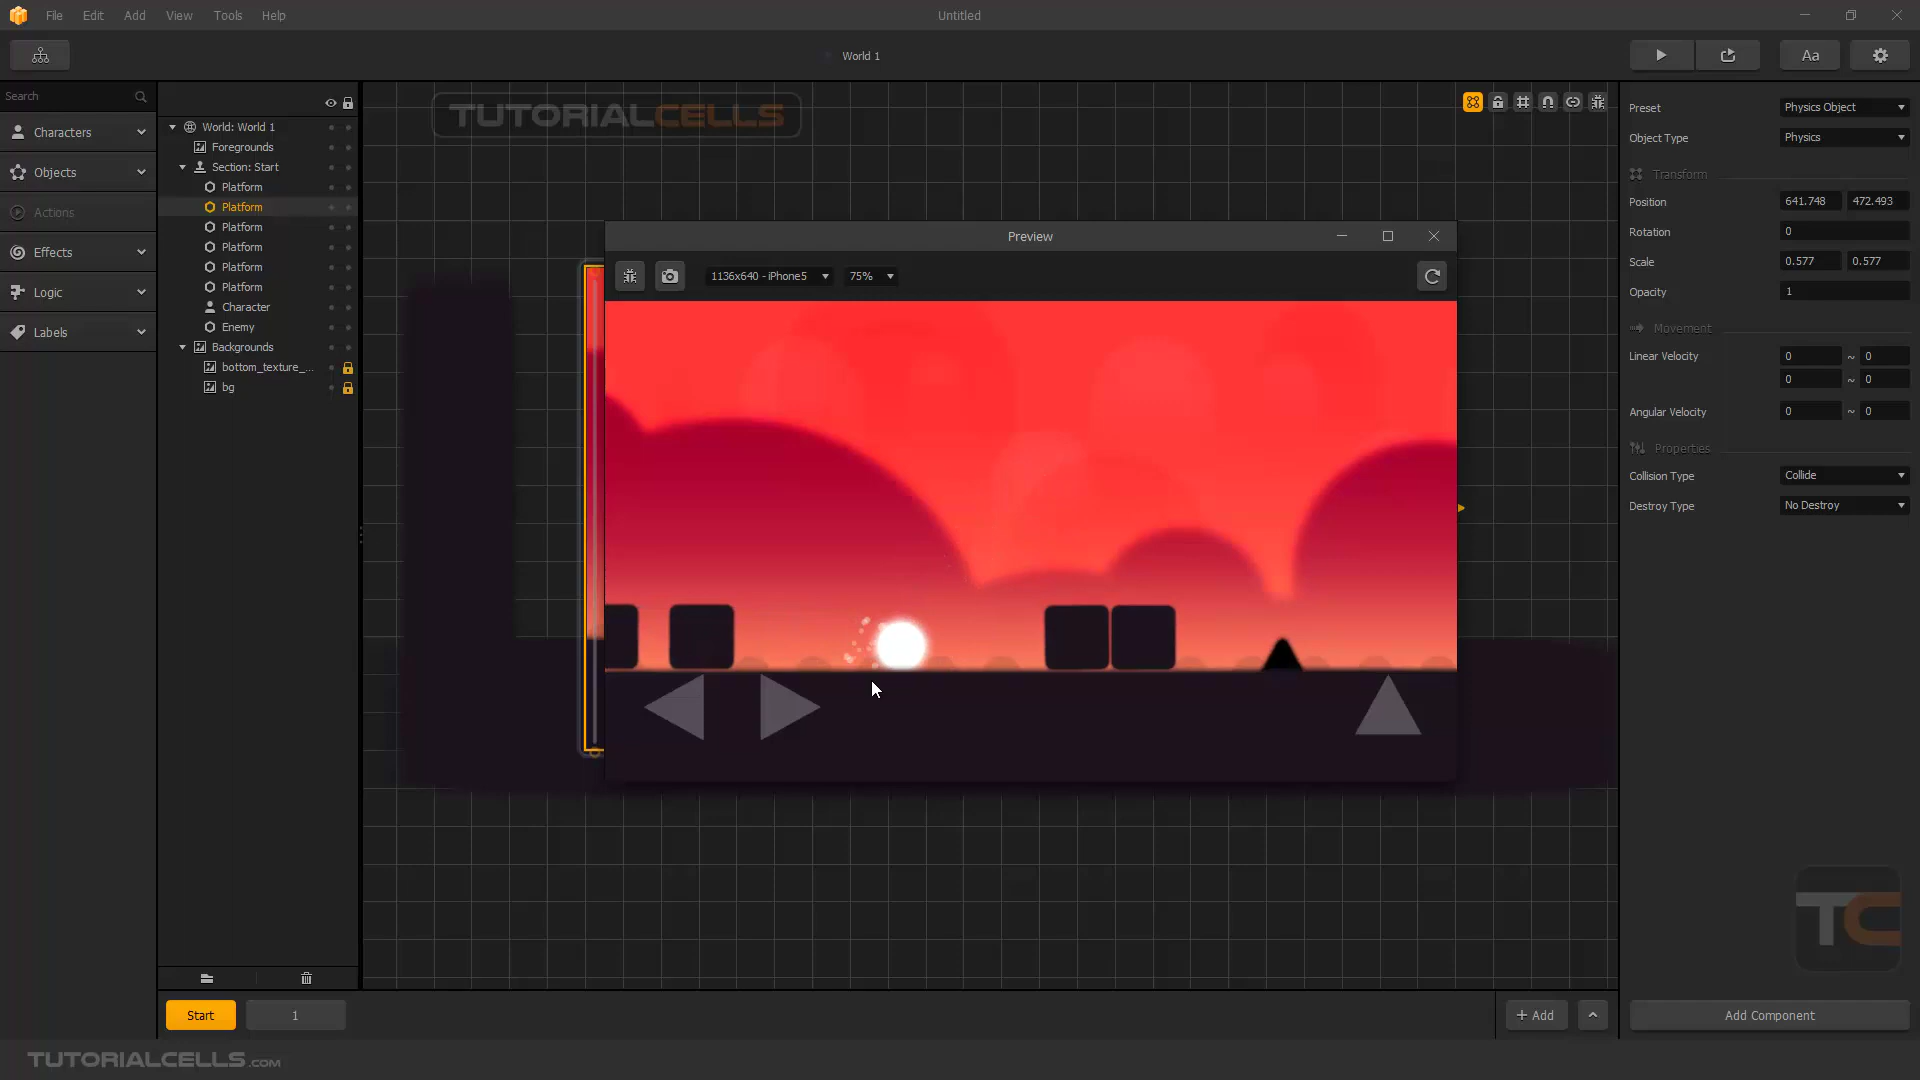 File Edit Add View Tools Help
Untitled
World 1
Aa
Search
Characters
Objects
Actions
Effects
Logic
Labels
World: World 1
Foregrounds
Section: Start
Platform
Platform
Platform
Platform
Platform
Platform
Character
Enemy
Backgrounds
bottom_texture_...
bg
TUTORIALCELLS
Preview
1136x640 - iPhone5
75%
Preset Physics Object
Object Type Physics
Transform
Position 641.748 472.493
Rotation 0
Scale 0.577 0.577
Opacity 1
Movement
Linear Velocity 0 ~ 0
0 ~ 0
Angular Velocity 0 ~ 0
Properties
Collision Type Collide
Destroy Type No Destroy
TC
Start 1
+ Add
Add Component
TUTORIALCELLS.COM